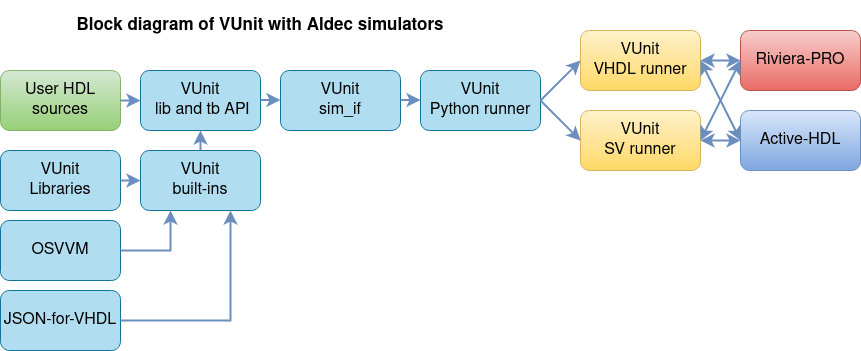 Block diagram of VUnit with Aldec simulators
User HDL
sources
VUnit
lib and tb API
VUnit
sim_if
VUnit
Python runner
VUnit
VHDL runner
Riviera-PRO
VUnit
SV runner
Active-HDL
VUnit
Libraries
VUnit
built-ins
OSVVM
JSON-for-VHDL